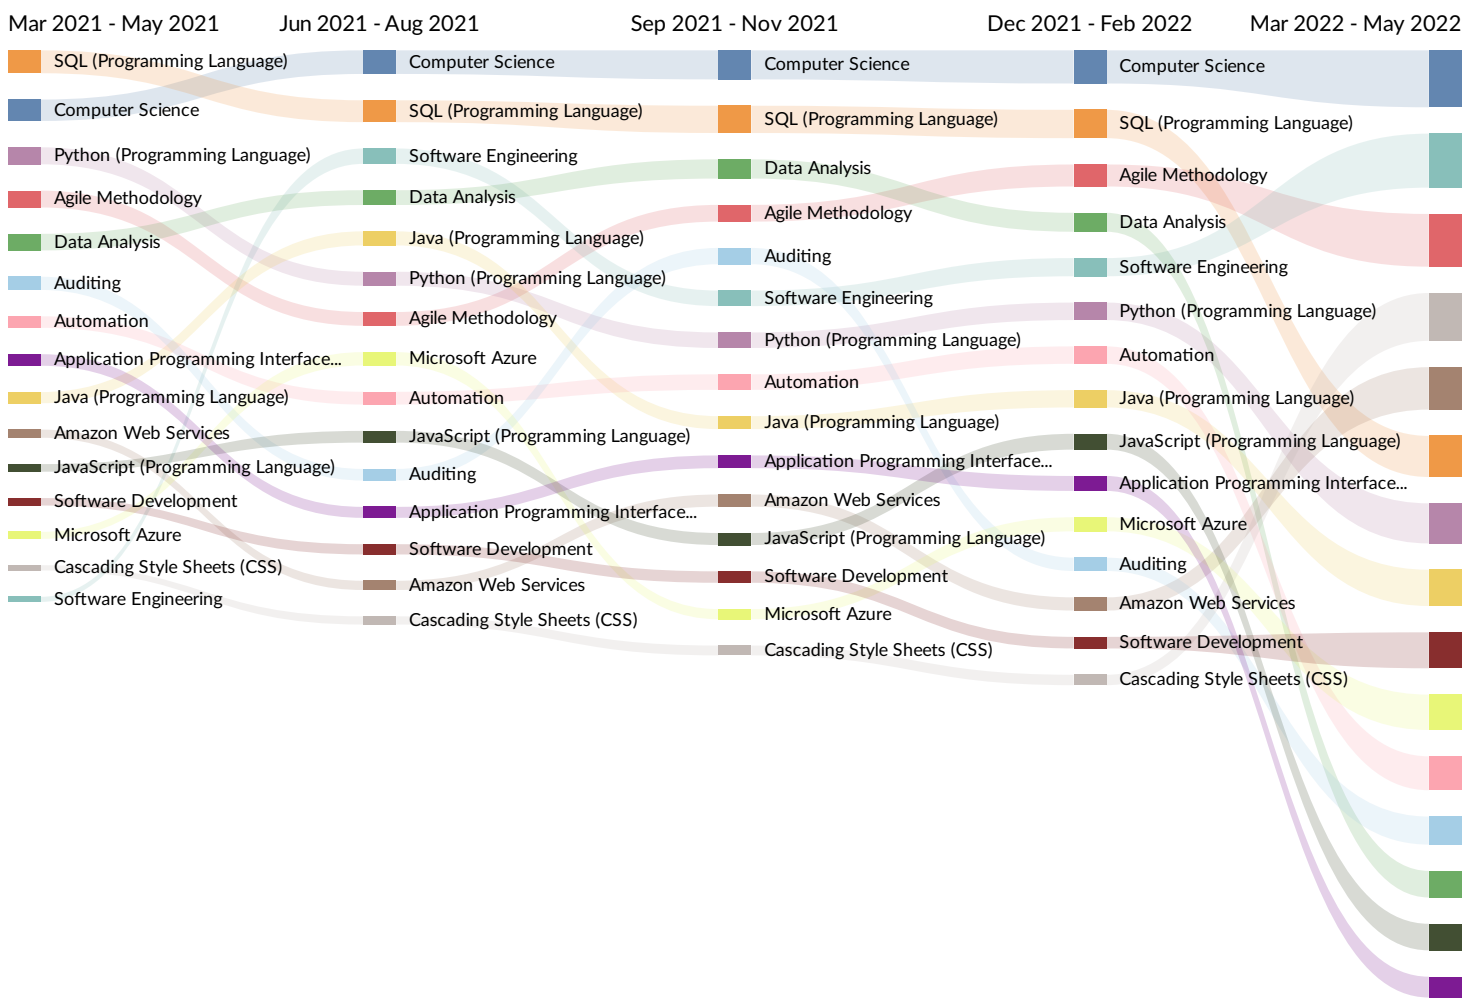 Mar 2021 - May 2021
Jun 2021 - Aug 2021
Sep 2021 - Nov 2021
Dec 2021 - Feb 2022
Mar 2022 - May 2022
SQL (Programming Language)
Computer Science
Python (Programming Language)
Agile Methodology
Data Analysis
Auditing
Automation
Application Programming Interface...
Java (Programming Language)
Amazon Web Services
JavaScript (Programming Language)
Software Development
Microsoft Azure
Cascading Style Sheets (CSS)
Software Engineering
Computer Science
SQL (Programming Language)
Software Engineering
Data Analysis
Java (Programming Language)
Python (Programming Language)
Agile Methodology
Microsoft Azure
Automation
JavaScript (Programming Language)
Auditing
Application Programming Interface...
Software Development
Amazon Web Services
Cascading Style Sheets (CSS)
Computer Science
SQL (Programming Language)
Data Analysis
Agile Methodology
Auditing
Software Engineering
Python (Programming Language)
Automation
Java (Programming Language)
Application Programming Interface...
Amazon Web Services
JavaScript (Programming Language)
Software Development
Microsoft Azure
Cascading Style Sheets (CSS)
Computer Science
SQL (Programming Language)
Agile Methodology
Data Analysis
Software Engineering
Python (Programming Language)
Automation
Java (Programming Language)
JavaScript (Programming Language)
Application Programming Interface...
Microsoft Azure
Auditing
Amazon Web Services
Software Development
Cascading Style Sheets (CSS)